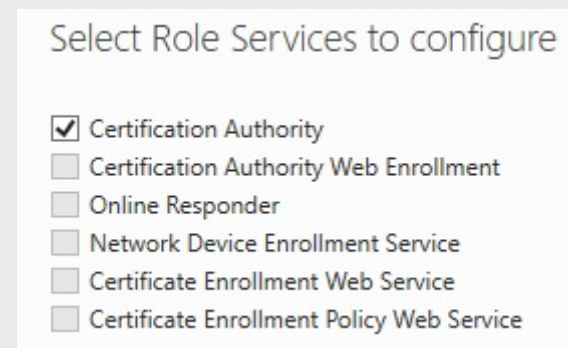 Select Role Services to configure
Certification Authority
Certification Authority Web Enrollment
Online Responder
Network Device Enrollment Service
Certificate Enrollment Web Service
Certificate Enrollment Policy Web Service